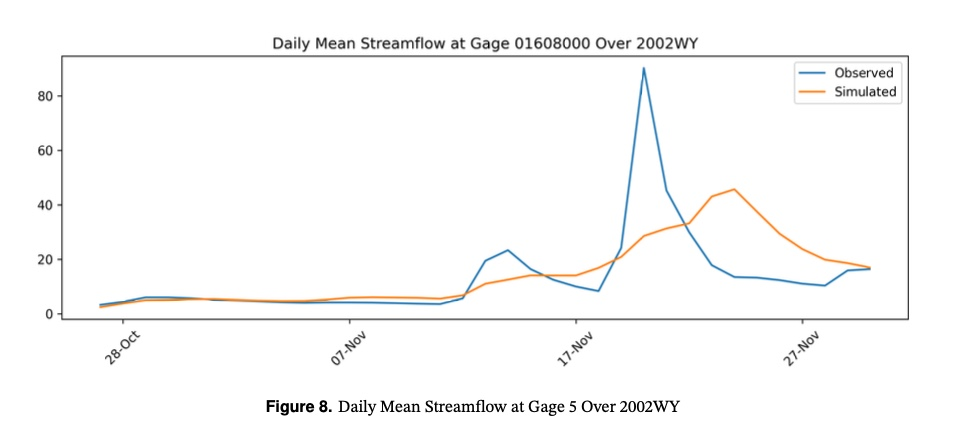 Daily Mean Streamflow at Gage 01608000 Over 2002WY
Observed
Simulated
80
60
40
20
0
28-Oct
07-Nov
17-Nov
27-Nov
Figure 8. Daily Mean Streamflow at Gage 5 Over 2002WY